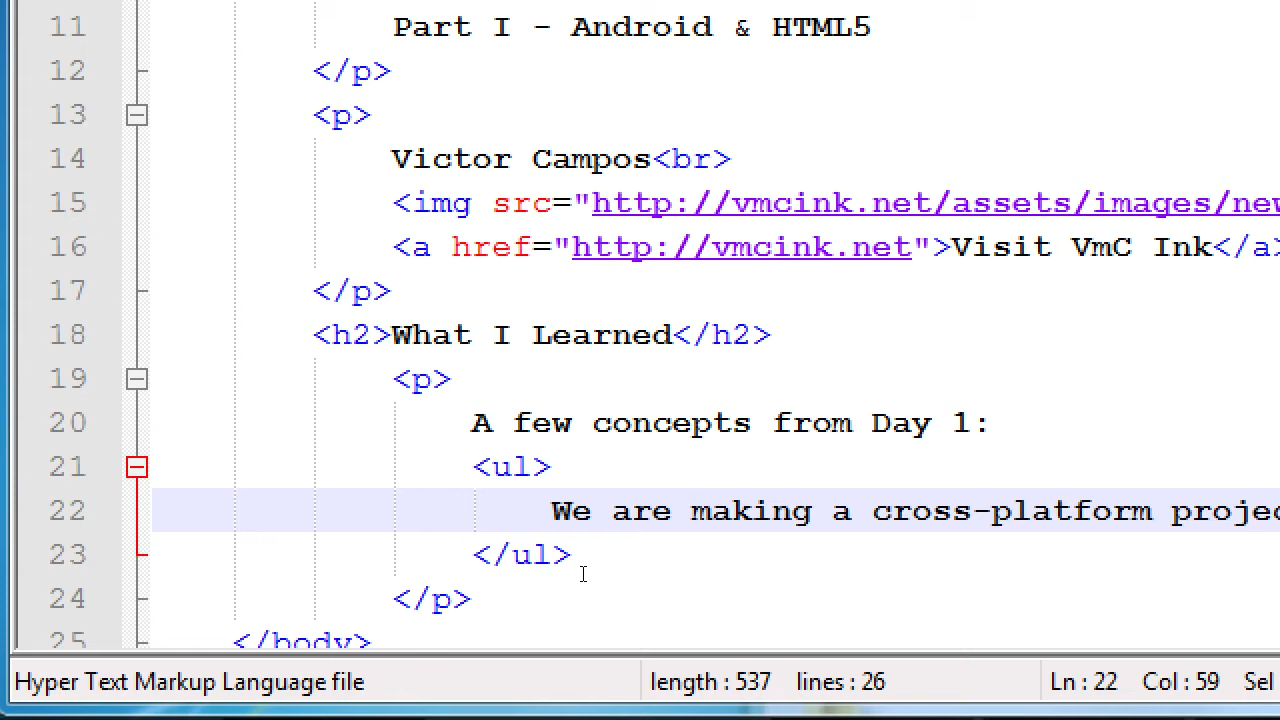 11 Part I - Android & HTML5
12 </p>
13 <p>
14 Victor Campos<br>
15 <img src="http://vmcink.net/assets/images/new
16 <a href="http://vmcink.net">Visit VmC Ink</a>
17 </p>
18 <h2>What I Learned</h2>
19 <p>
20 A few concepts from Day 1:
21 <ul>
22 We are making a cross-platform projec
23 </ul>
24 </p>
25 </body>
Hyper Text Markup Language file length : 537 lines : 26 Ln : 22 Col : 59 Sel